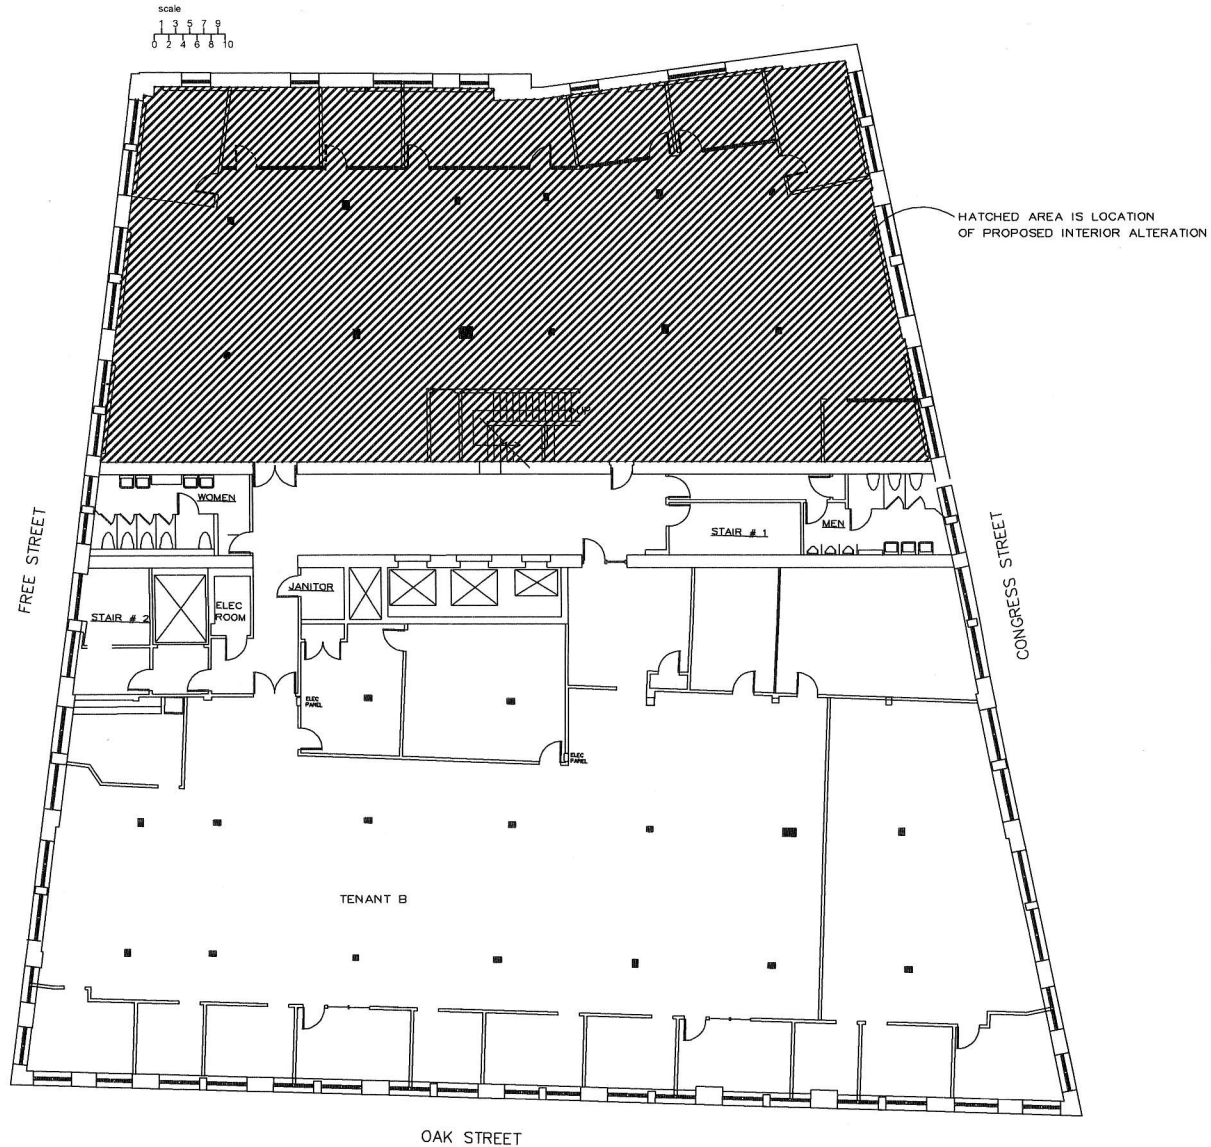 scale
1 3 5 7 9
0 2 4 6 8 10
HATCHED AREA IS LOCATION
OF PROPOSED INTERIOR ALTERATION
UP
WOMEN
STAIR # 1
MEN
FREE STREET
CONGRESS STREET
JANITOR
STAIR # 2
ELEC
ROOM
ELEC
PANEL
ELEC
PANEL
TENANT B
OAK STREET